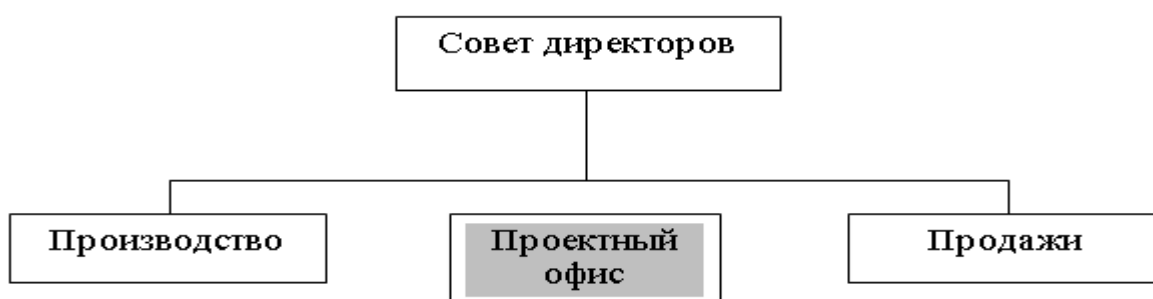 Совет директоров
Производство
Проектный
офис
Продажи